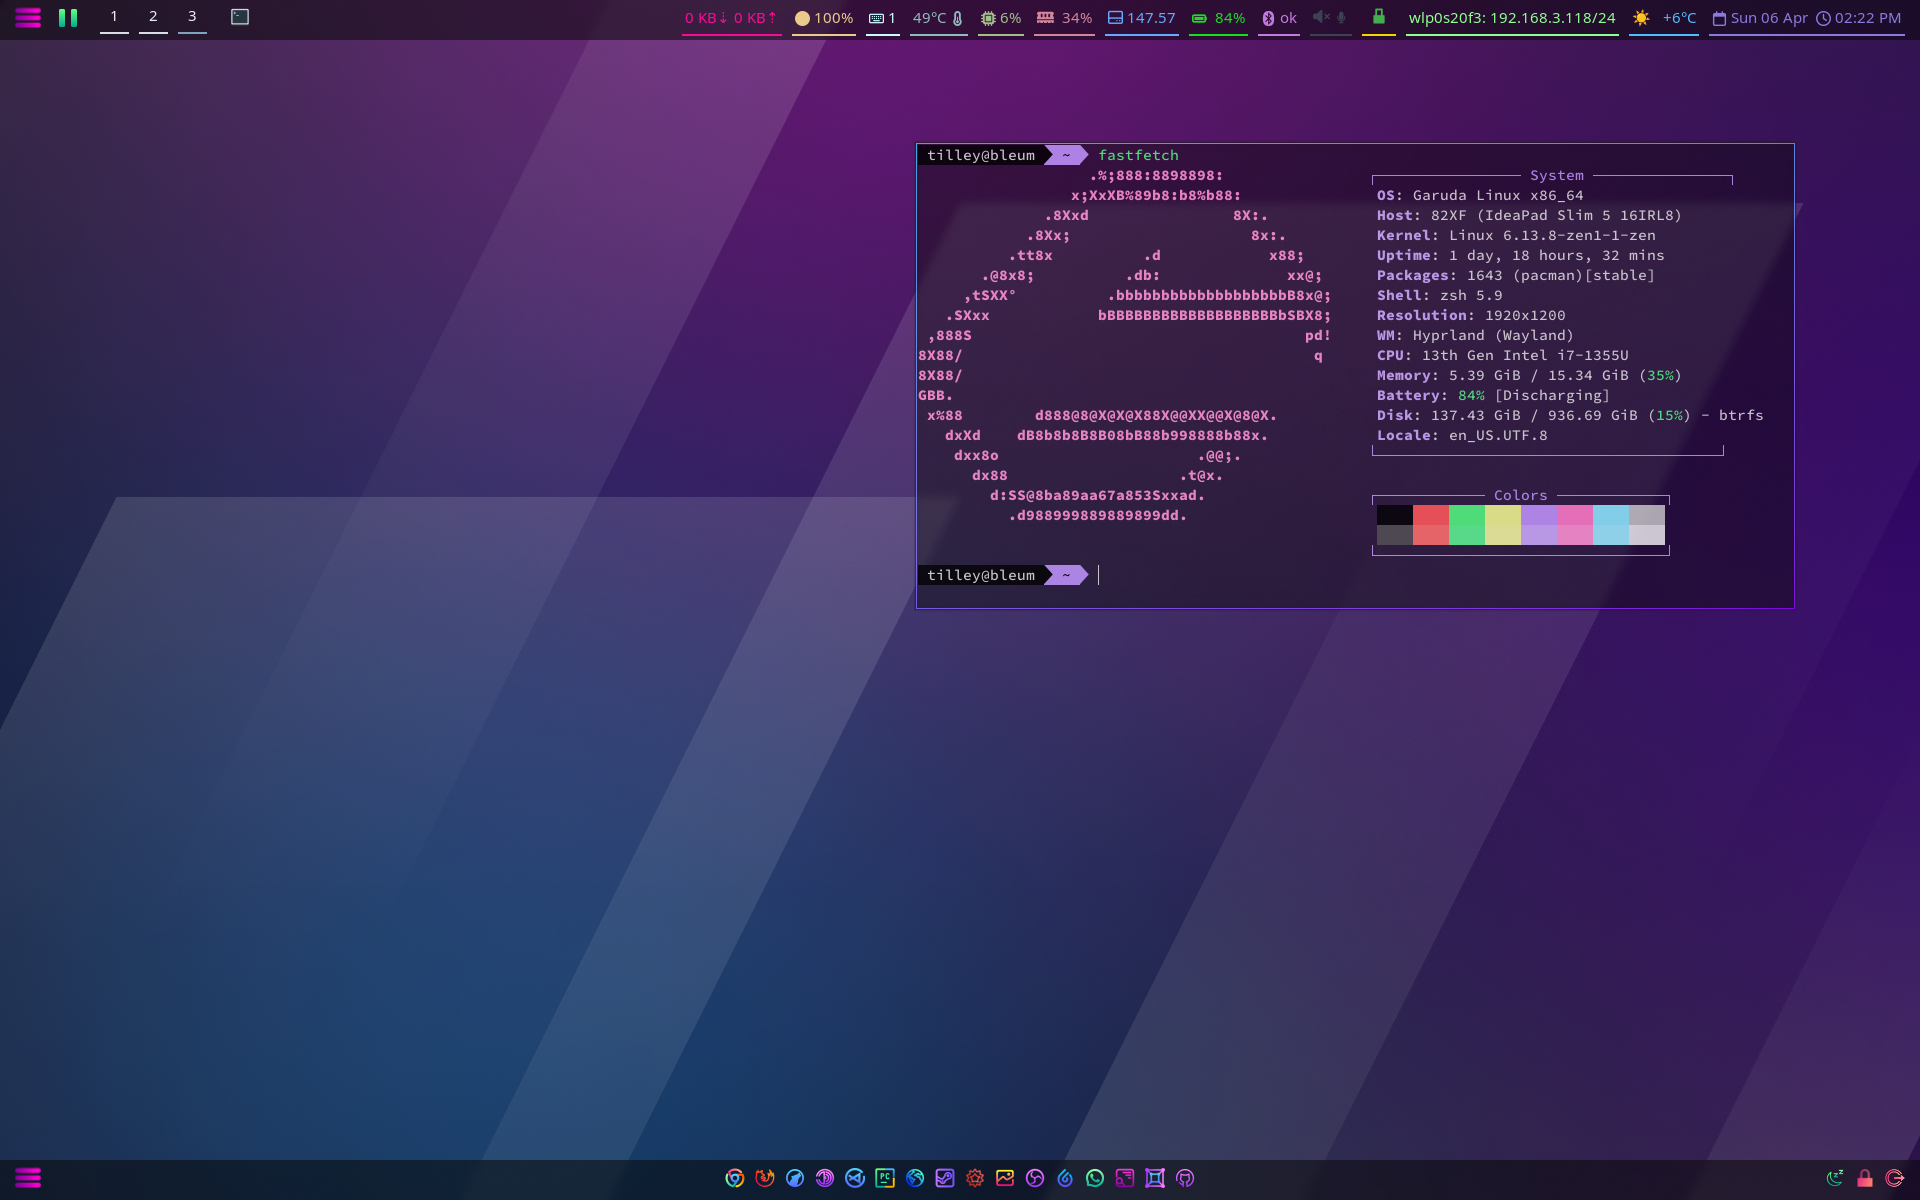 1 2 3 0 KB↓ 0 KB↑ 100% 1 49°C 6% 34% 147.57 84% ok wlp0s20f3: 192.168.3.118/24 +6°C Sun 06 Apr 02:22 PM
tilley@bleum ~ fastfetch
.%;888:8898898:
x;XxXB%89b8:b8%b88:
.8Xxd 8X:.
.8Xx; 8x:.
.tt8x .d x88;
.@8x8; .db: xx@;
,tSXX° .bbbbbbbbbbbbbbbbbbbB8x@;
.SXxx bBBBBBBBBBBBBBBBBBBBbSBX8;
,888S pd!
8X88/ q
8X88/
GBB.
x%88 d888@8@X@X@X88X@@XX@@X@8@X.
dxXd dB8b8b8B8B08bB88b998888b88x.
dxx8o .@@;.
dx88 .t@x.
d:SS@8ba89aa67a853Sxxad.
.d988999889889899dd.
System
OS: Garuda Linux x86_64
Host: 82XF (IdeaPad Slim 5 16IRL8)
Kernel: Linux 6.13.8-zen1-1-zen
Uptime: 1 day, 18 hours, 32 mins
Packages: 1643 (pacman)[stable]
Shell: zsh 5.9
Resolution: 1920x1200
WM: Hyprland (Wayland)
CPU: 13th Gen Intel i7-1355U
Memory: 5.39 GiB / 15.34 GiB (35%)
Battery: 84% [Discharging]
Disk: 137.43 GiB / 936.69 GiB (15%) - btrfs
Locale: en_US.UTF.8
Colors
tilley@bleum ~
PC